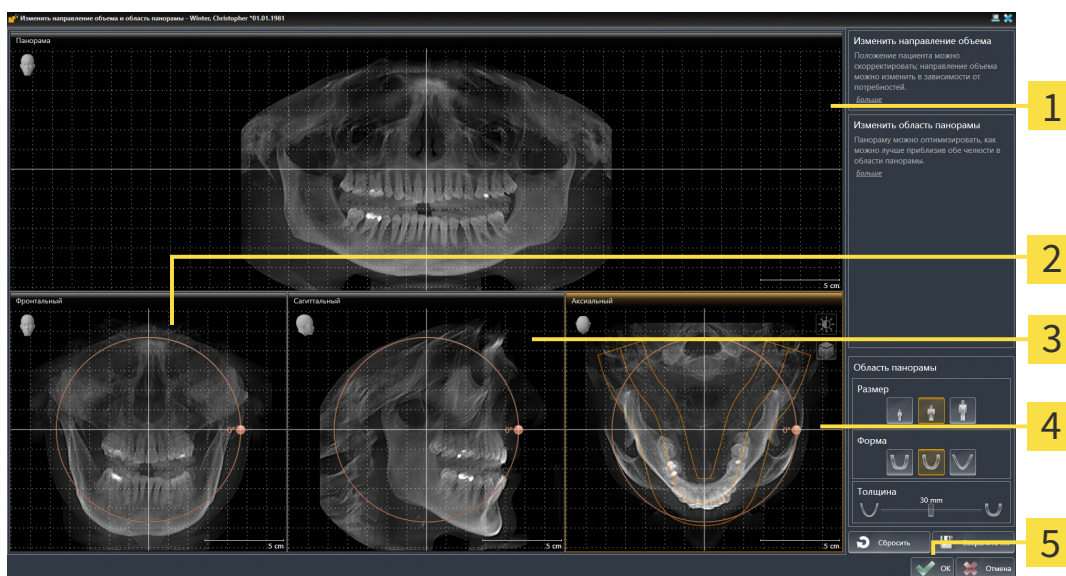 Изменить направление объема и область панорамы - Winter, Christopher *01.01.1981
Панорама
5 cm
Фронтальный
0°
5 cm
Сагиттальный
0°
5 cm
Аксиальный
0°
5 cm
Изменить направление объема
Положение пациента можно
скорректировать; направление объема
можно изменить в зависимости от
потребностей.
Больше
Изменить область панорамы
Панораму можно оптимизировать, как
можно лучше приблизив обе челюсти в
области панорамы.
Больше
Область панорамы
Размер
Форма
Толщина
30 mm
Сбросить
OK
Отмена
1
2
3
4
5